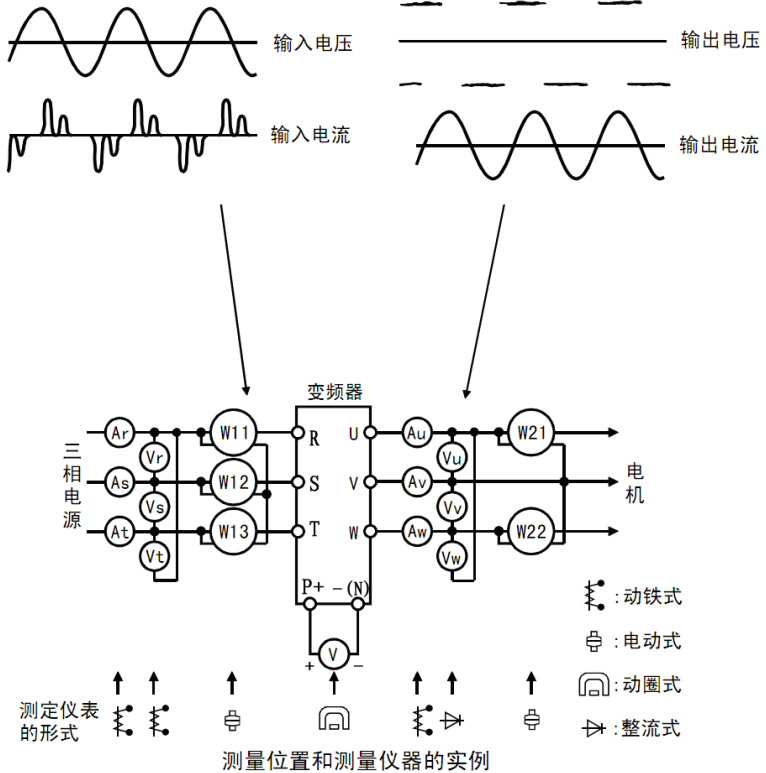 输入电压
输出电压
输入电流
输出电流
变频器
三相电源
Ar
Vr
As
Vs
At
Vt
W11
W12
W13
R
S
T
U
V
W
P+
-(N)
+
V
-
Au
Vu
Av
Vv
Aw
Vw
W21
W22
电机
:动铁式
:电动式
:动圈式
:整流式
测定仪表
的形式
测量位置和测量仪器的实例